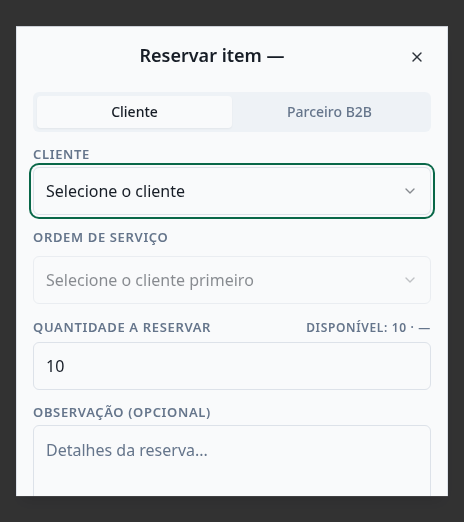 Reservar item —
×
Cliente
Parceiro B2B
CLIENTE
Selecione o cliente
ORDEM DE SERVIÇO
Selecione o cliente primeiro
QUANTIDADE A RESERVAR
DISPONÍVEL: 10 · —
10
OBSERVAÇÃO (OPCIONAL)
Detalhes da reserva...